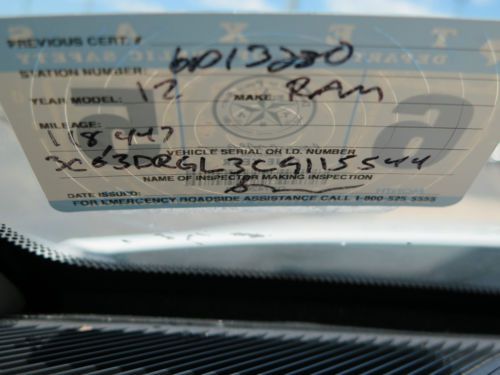 PREVIOUS CERT. #
STATION NUMBER: 6P13280
YEAR MODEL: 12 MAKE: RAM
MILEAGE: 118447
VEHICLE SERIAL OR I.D. NUMBER
3C63DRGL3CG115544
NAME OF INSPECTOR MAKING INSPECTION
DATE ISSUED:
FOR EMERGENCY ROADSIDE ASSISTANCE CALL 1-800-525-5555